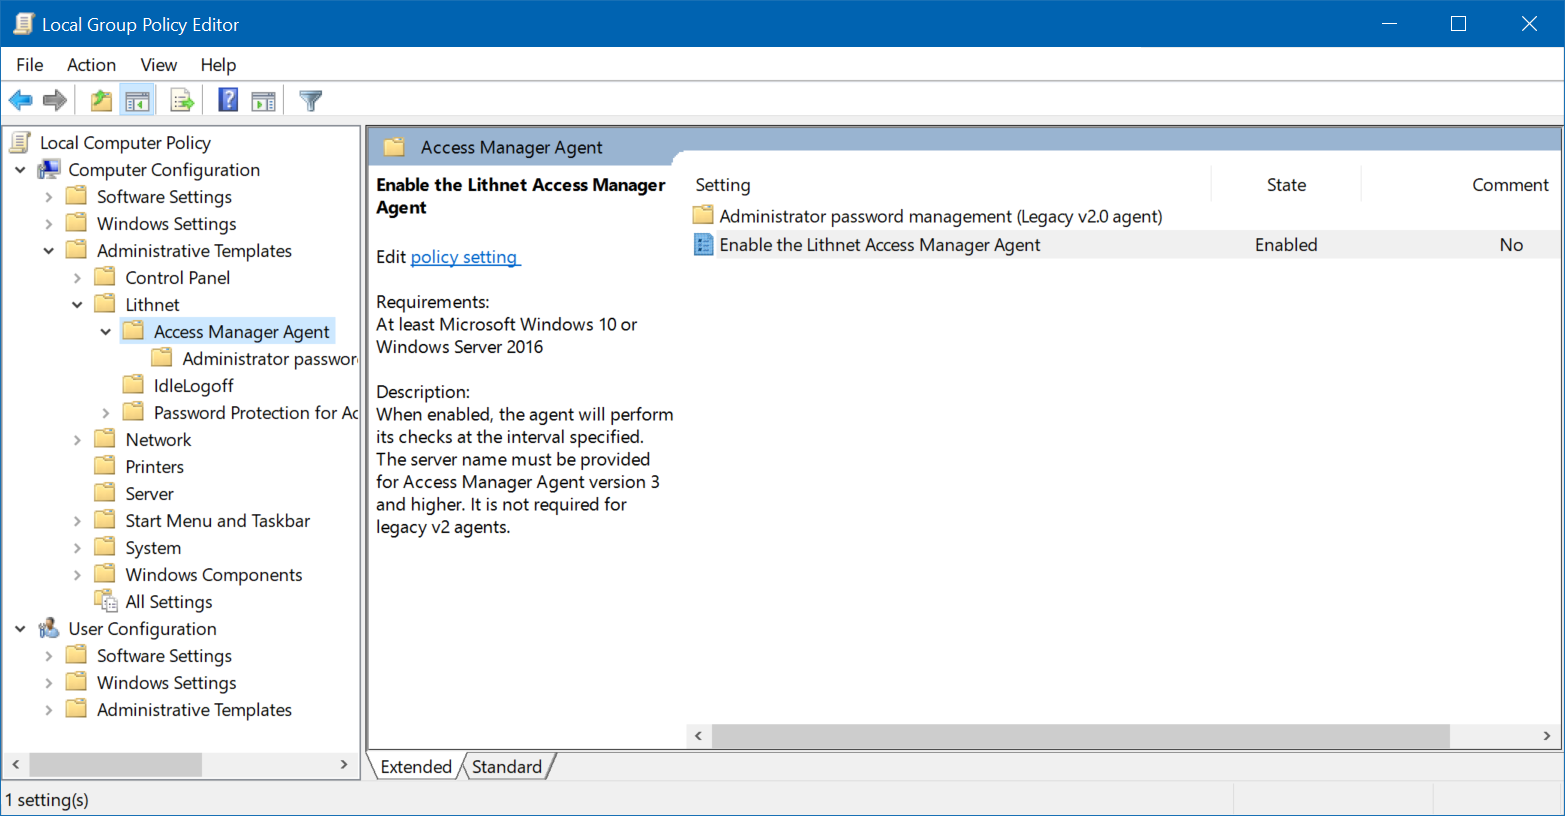 Local Group Policy Editor
File Action View Help
Local Computer Policy
Computer Configuration
Software Settings
Windows Settings
Administrative Templates
Control Panel
Lithnet
Access Manager Agent
Administrator passwor
IdleLogoff
Password Protection for Ac
Network
Printers
Server
Start Menu and Taskbar
System
Windows Components
All Settings
User Configuration
Software Settings
Windows Settings
Administrative Templates
Access Manager Agent
Enable the Lithnet Access Manager
Agent
Edit policy setting
Requirements:
At least Microsoft Windows 10 or
Windows Server 2016
Description:
When enabled, the agent will perform
its checks at the interval specified.
The server name must be provided
for Access Manager Agent version 3
and higher. It is not required for
legacy v2 agents.
Setting State Comment
Administrator password management (Legacy v2.0 agent)
Enable the Lithnet Access Manager Agent Enabled No
Extended Standard
1 setting(s)